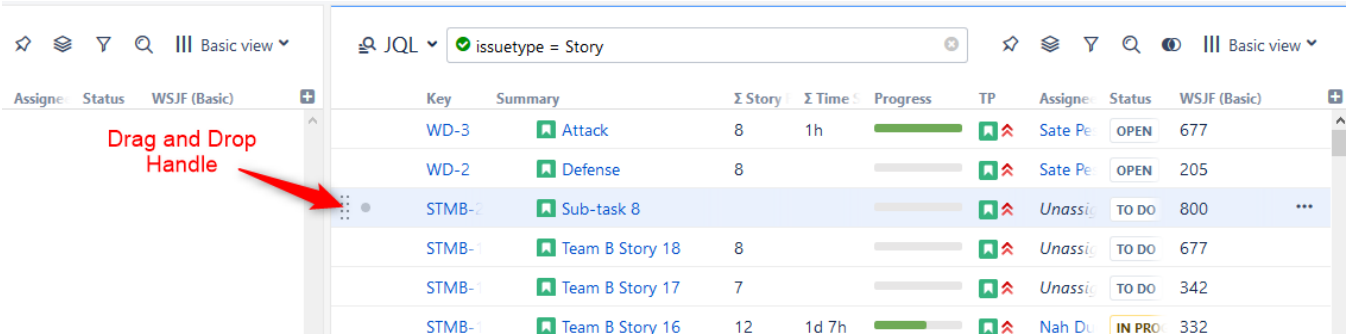 Basic view
JQL issuetype = Story Basic view
Assigne Status WSJF (Basic)
Key Summary Σ Story Σ Time S Progress TP Assignee Status WSJF (Basic)
Drag and Drop
Handle
WD-3 Attack 8 1h Sate Pe OPEN 677
WD-2 Defense 8 Sate Pe OPEN 205
STMB-2 Sub-task 8 Unassig TO DO 800
STMB-1 Team B Story 18 8 Unassig TO DO 677
STMB-1 Team B Story 17 7 Unassig TO DO 342
STMB-1 Team B Story 16 12 1d 7h Nah Du IN PRO 332